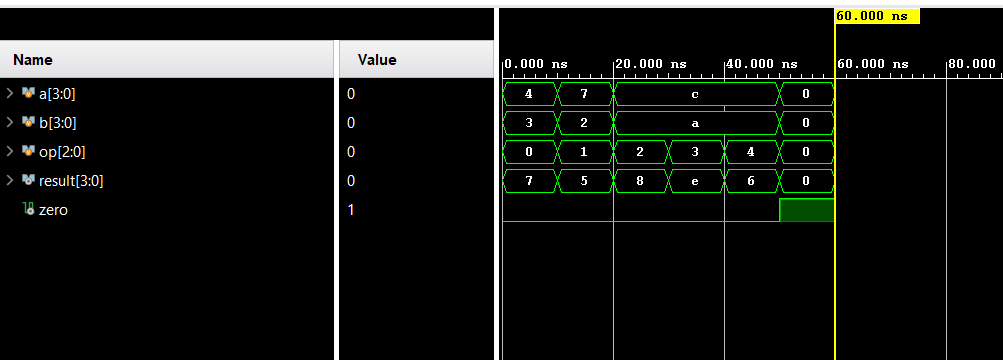 60.000 ns
Name Value
0.000 ns 20.000 ns 40.000 ns 60.000 ns 80.000
a[3:0] 0 4 7 c 0
b[3:0] 0 3 2 a 0
op[2:0] 0 0 1 2 3 4 0
result[3:0] 0 7 5 8 e 6 0
zero 1